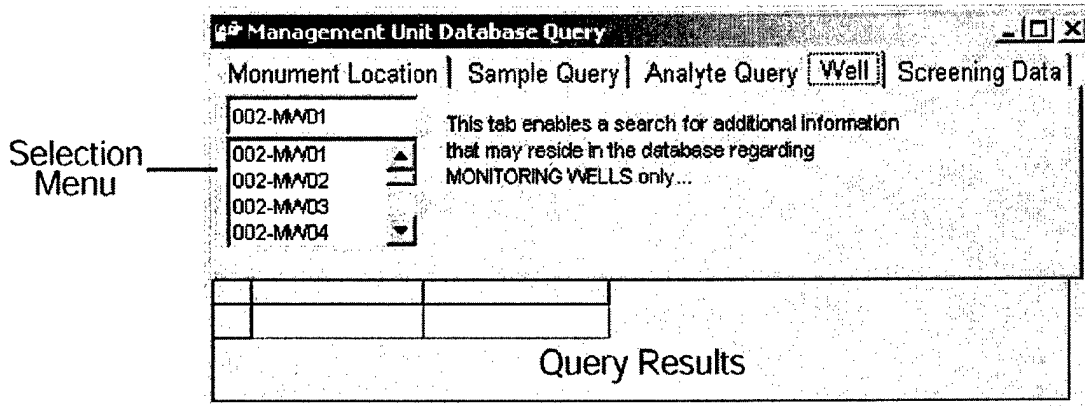 Management Unit Database Query
Monument Location Sample Query Analyte Query Well Screening Data
002-MW01
This tab enables a search for additional information
that may reside in the database regarding
MONITORING WELLS only...
Selection
Menu
002-MW01
002-MW02
002-MW03
002-MW04
Query Results